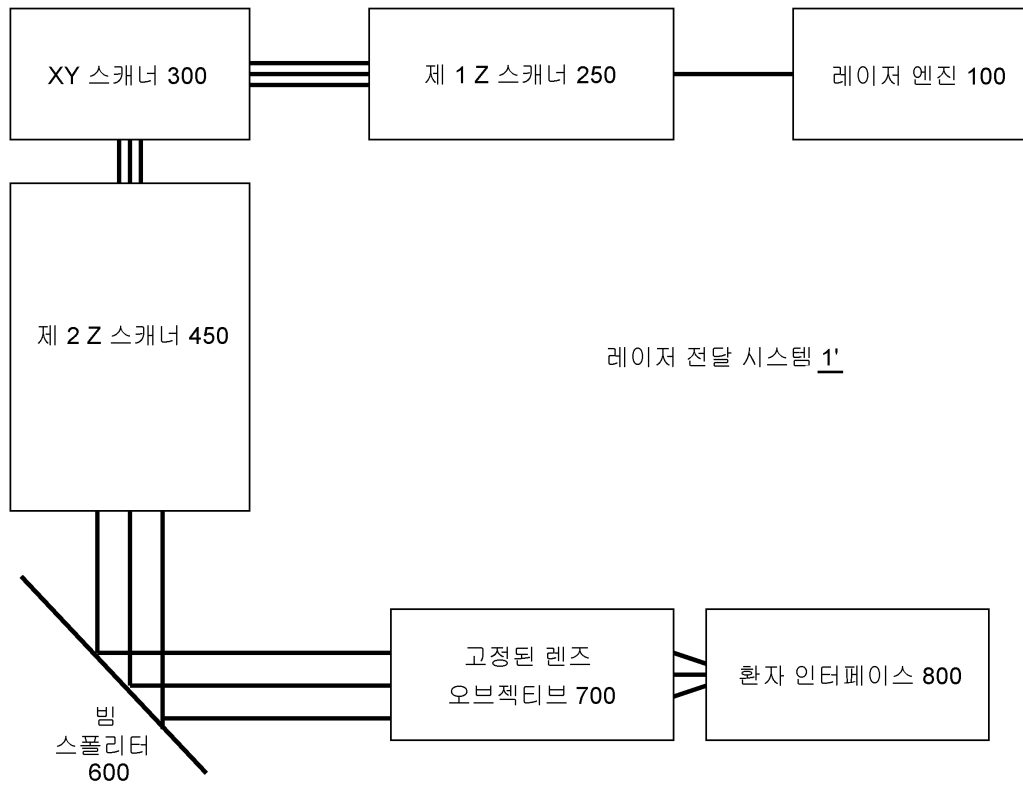 XY 스캐너 300
제 1 Z 스캐너 250
레이저 엔진 100
제 2 Z 스캐너 450
레이저 전달 시스템 1'
고정된 렌즈
오브젝티브 700
환자 인터페이스 800
빔
스폴리터
600